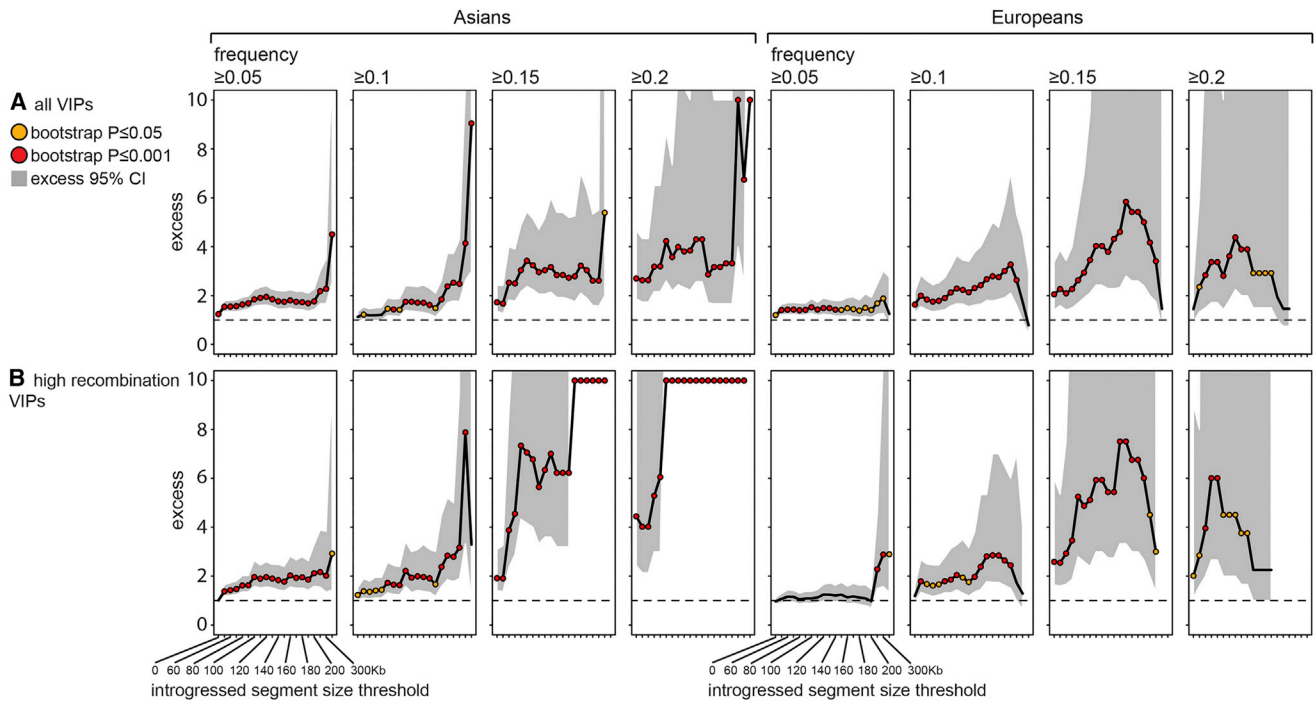 Asians
Europeans
frequency
≥0.05
≥0.1
≥0.15
≥0.2
≥0.05
≥0.1
≥0.15
≥0.2
A all VIPs
bootstrap P≤0.05
bootstrap P≤0.001
excess 95% CI
excess
10
8
6
4
2
0
B high recombination
VIPs
excess
10
8
6
4
2
0
0 60 80 100 120 140 160 180 200 300Kb
introgressed segment size threshold
0 60 80 100 120 140 160 180 200 300Kb
introgressed segment size threshold